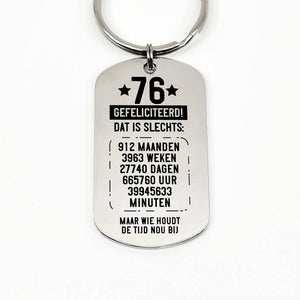 ★76★
GEFELICITEERD!
DAT IS SLECHTS:
912 MAANDEN
3963 WEKEN
27740 DAGEN
665760 UUR
39945633
MINUTEN
MAAR WIE HOUDT
DE TIJD NOU BIJ